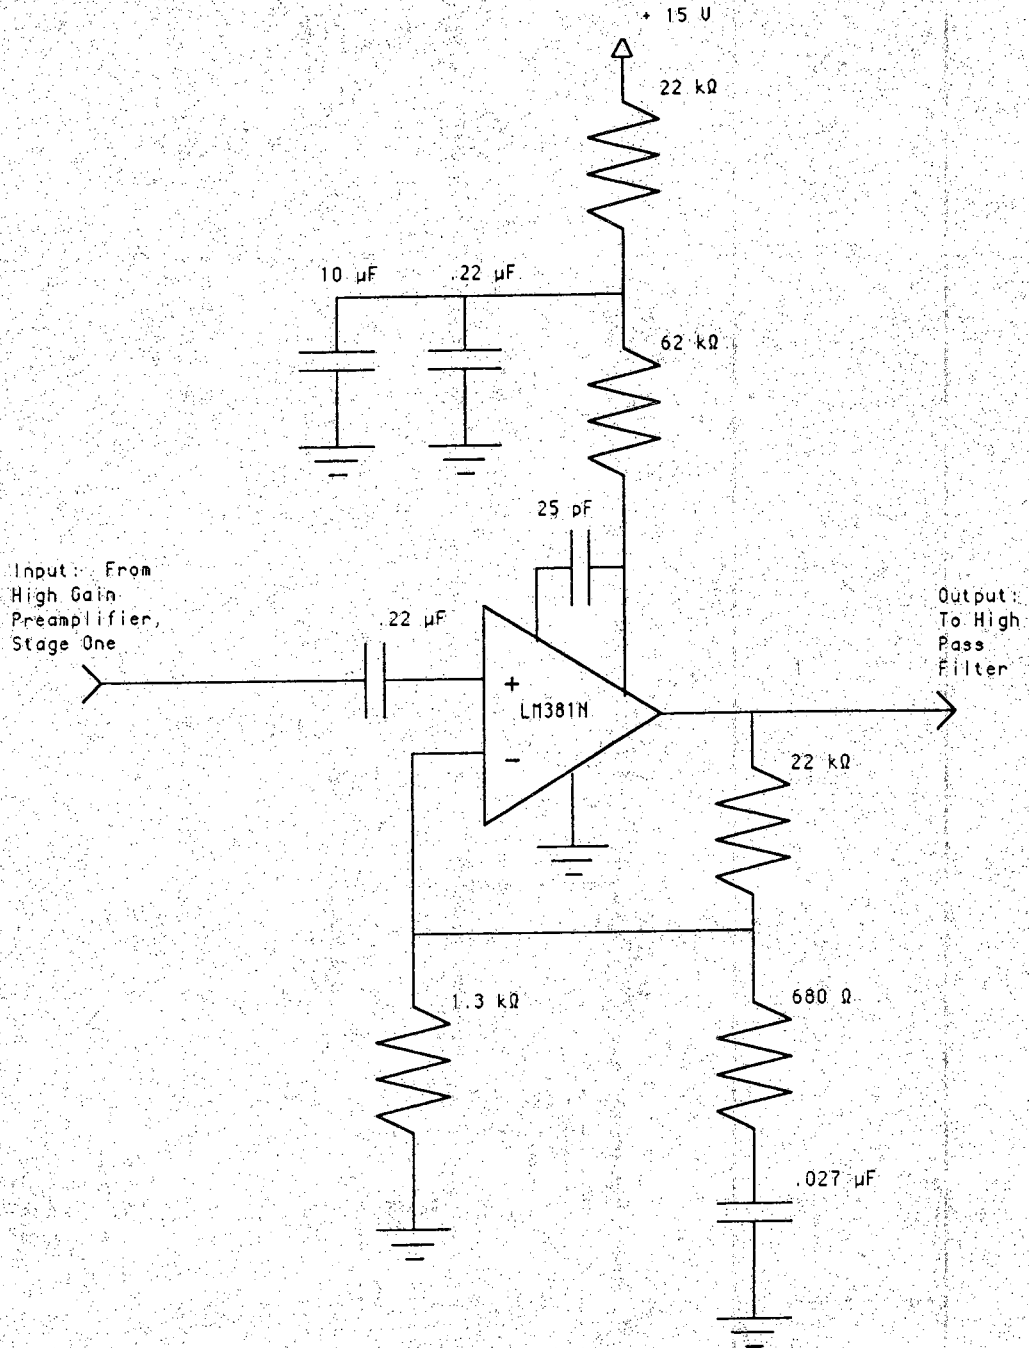 + 15 V
22 kΩ
10 µF
.22 µF
62 kΩ
25 pF
Input: From
High Gain
Preamplifier,
Stage One
.22 µF
Output:
To High
Pass
Filter
+
LM381N
-
22 kΩ
1.3 kΩ
680 Ω
.027 µF